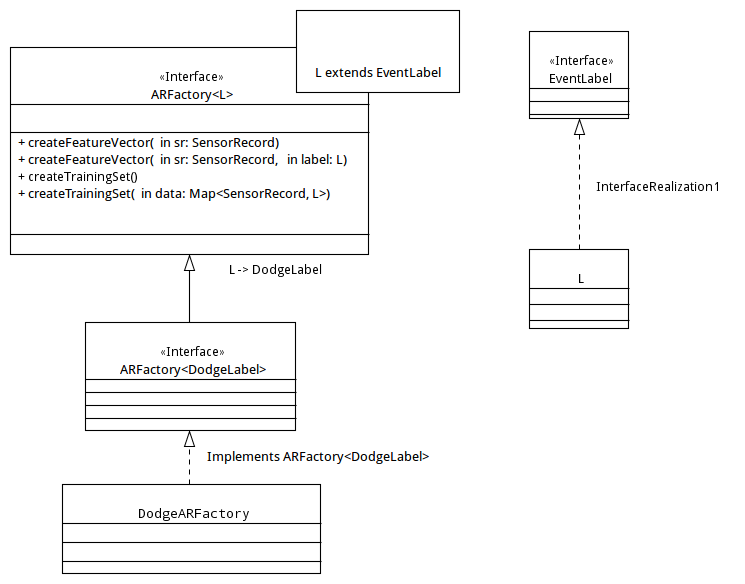 L extends EventLabel
«Interface»
ARFactory<L>
+ createFeatureVector( in sr: SensorRecord)
+ createFeatureVector( in sr: SensorRecord, in label: L)
+ createTrainingSet()
+ createTrainingSet( in data: Map<SensorRecord, L>)
L -> DodgeLabel
«Interface»
ARFactory<DodgeLabel>
Implements ARFactory<DodgeLabel>
DodgeARFactory
«Interface»
EventLabel
InterfaceRealization1
L